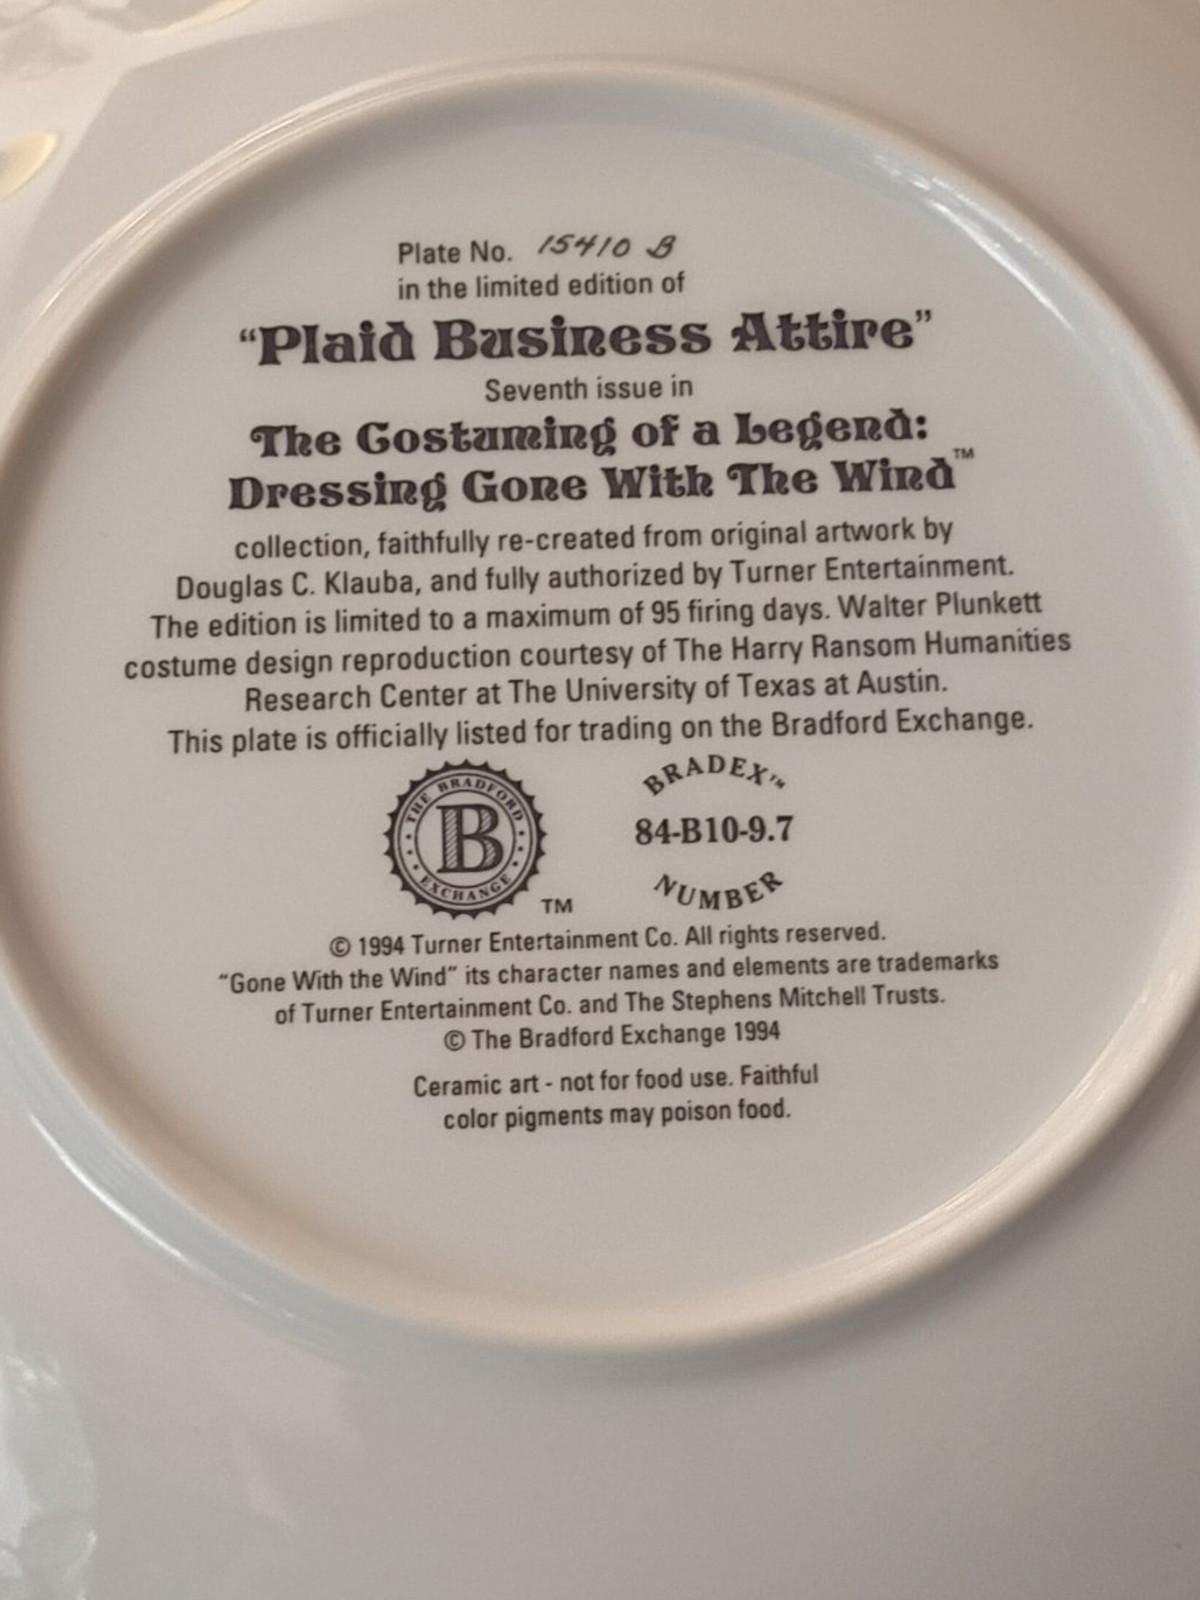 Plate No. 15410 B
in the limited edition of
“Plaid Business Attire”
Seventh issue in
The Costuming of a Legend:
Dressing Gone With The Wind™
collection, faithfully re-created from original artwork by
Douglas C. Klauba, and fully authorized by Turner Entertainment.
The edition is limited to a maximum of 95 firing days. Walter Plunkett
costume design reproduction courtesy of The Harry Ransom Humanities
Research Center at The University of Texas at Austin.
This plate is officially listed for trading on the Bradford Exchange.
THE BRADFORD
B
EXCHANGE
TM
BRADEX™
84-B10-9.7
NUMBER
© 1994 Turner Entertainment Co. All rights reserved.
“Gone With the Wind” its character names and elements are trademarks
of Turner Entertainment Co. and The Stephens Mitchell Trusts.
© The Bradford Exchange 1994
Ceramic art - not for food use. Faithful
color pigments may poison food.